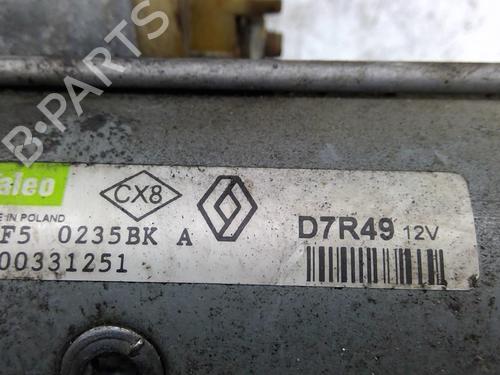 B-PARTS
Valeo
CX8
E IN POLAND
F5 0235BK A
D7R49 12V
00331251